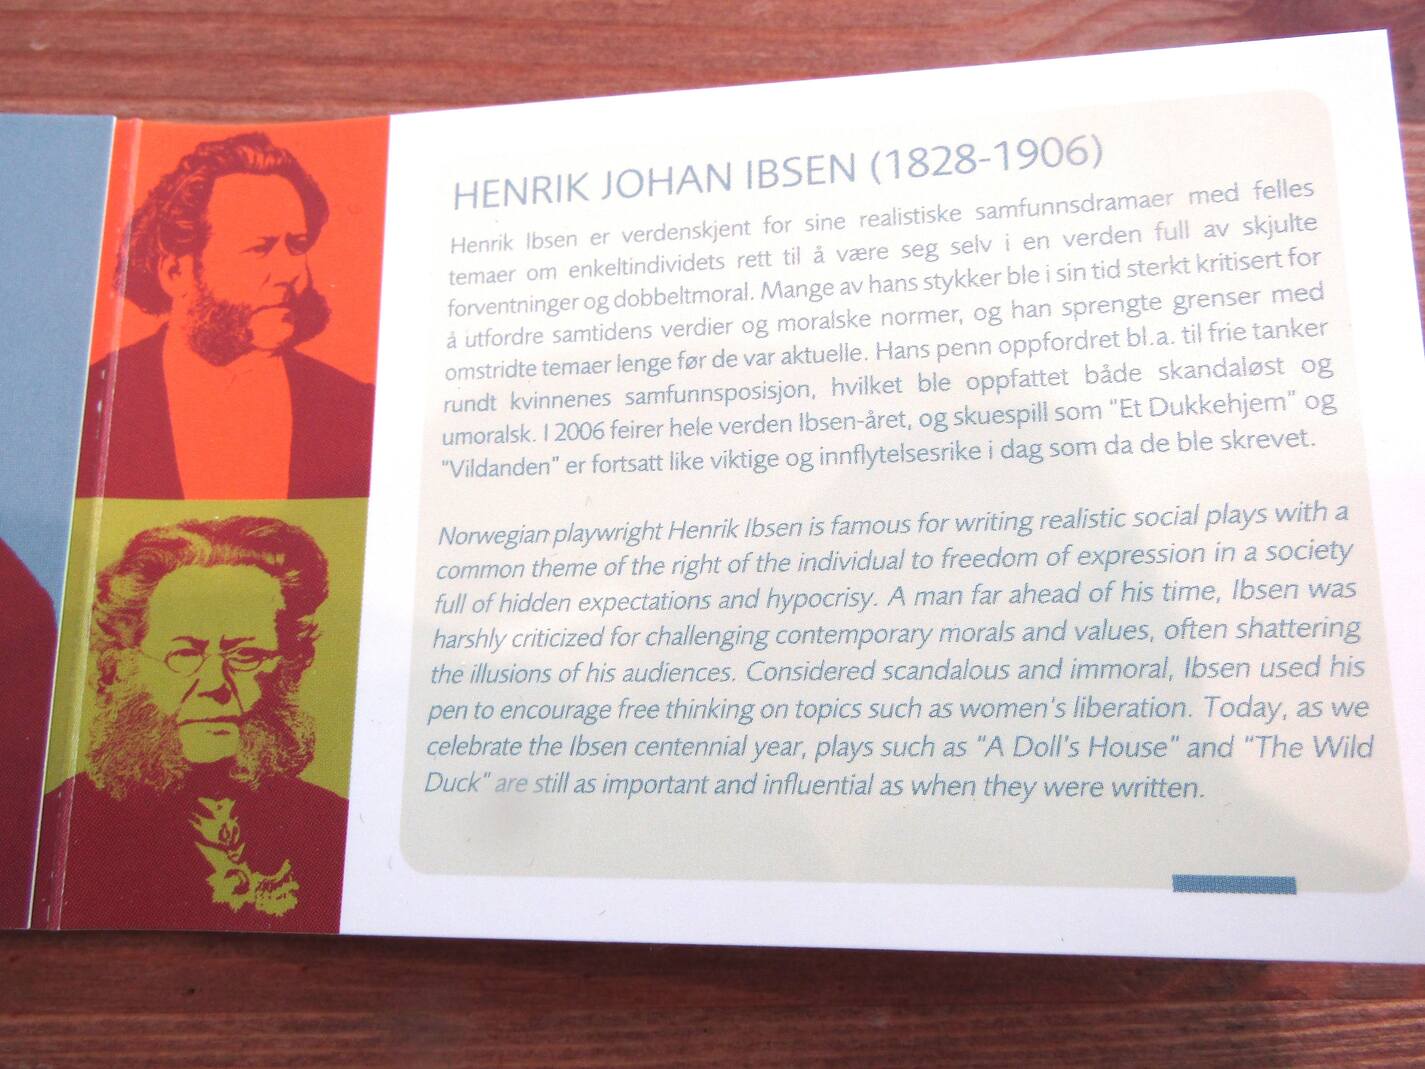 HENRIK JOHAN IBSEN (1828-1906)
Henrik Ibsen er verdenskjent for sine realistiske samfunnsdramaer med felles
temaer om enkeltindividets rett til å være seg selv i en verden full av skjulte
forventninger og dobbeltmoral. Mange av hans stykker ble i sin tid sterkt kritisert for
å utfordre samtidens verdier og moralske normer, og han sprengte grenser med
omstridte temaer lenge før de var aktuelle. Hans penn oppfordret bl.a. til frie tanker
rundt kvinnenes samfunnsposisjon, hvilket ble oppfattet både skandaløst og
umoralsk. I 2006 feirer hele verden Ibsen-året, og skuespill som "Et Dukkehjem" og
"Vildanden" er fortsatt like viktige og innflytelsesrike i dag som da de ble skrevet.
Norwegian playwright Henrik Ibsen is famous for writing realistic social plays with a
common theme of the right of the individual to freedom of expression in a society
full of hidden expectations and hypocrisy. A man far ahead of his time, Ibsen was
harshly criticized for challenging contemporary morals and values, often shattering
the illusions of his audiences. Considered scandalous and immoral, Ibsen used his
pen to encourage free thinking on topics such as women's liberation. Today, as we
celebrate the Ibsen centennial year, plays such as "A Doll's House" and "The Wild
Duck" are still as important and influential as when they were written.